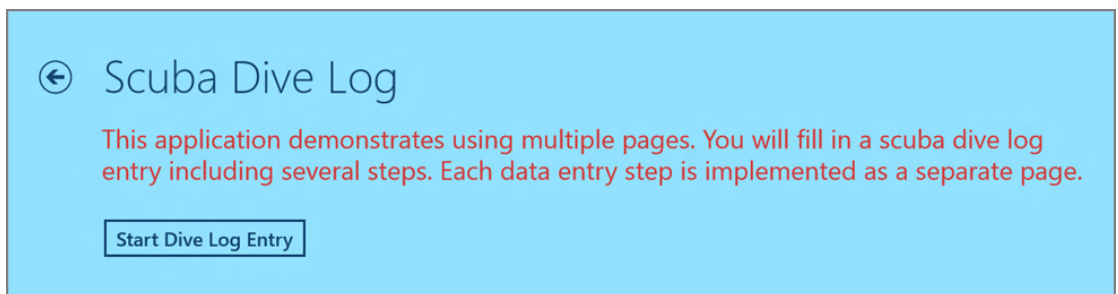 Scuba Dive Log
This application demonstrates using multiple pages. You will fill in a scuba dive log
entry including several steps. Each data entry step is implemented as a separate page.
Start Dive Log Entry